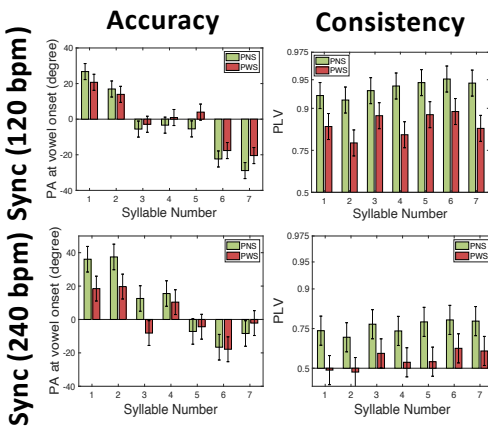 Accuracy
Consistency
Sync (120 bpm)
PA at vowel onset (degree)
40
20
0
-20
-40
PNS
PWS
1 2 3 4 5 6 7
Syllable Number
PLV
0.975
0.95
0.9
0.75
0.5
PNS
PWS
1 2 3 4 5 6 7
Syllable Number
Sync (240 bpm)
PA at vowel onset (degree)
40
20
0
-20
-40
PNS
PWS
1 2 3 4 5 6 7
Syllable Number
PLV
0.975
0.95
0.9
0.75
0.5
PNS
PWS
1 2 3 4 5 6 7
Syllable Number